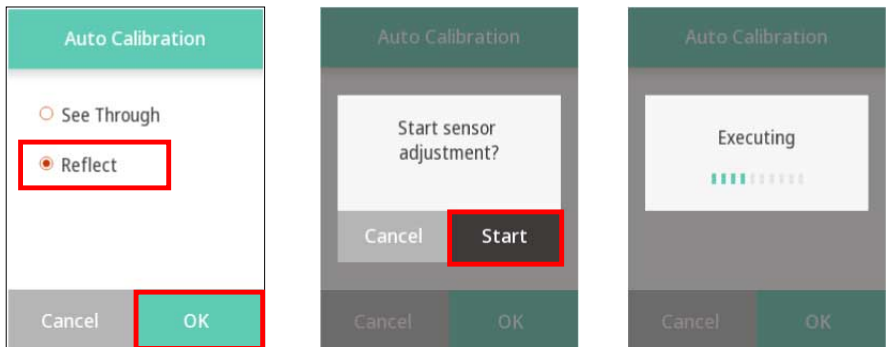 Auto Calibration
See Through
Reflect
Cancel
OK
Auto Calibration
Start sensor
adjustment?
Cancel
Start
Cancel
OK
Auto Calibration
Executing
Cancel
OK